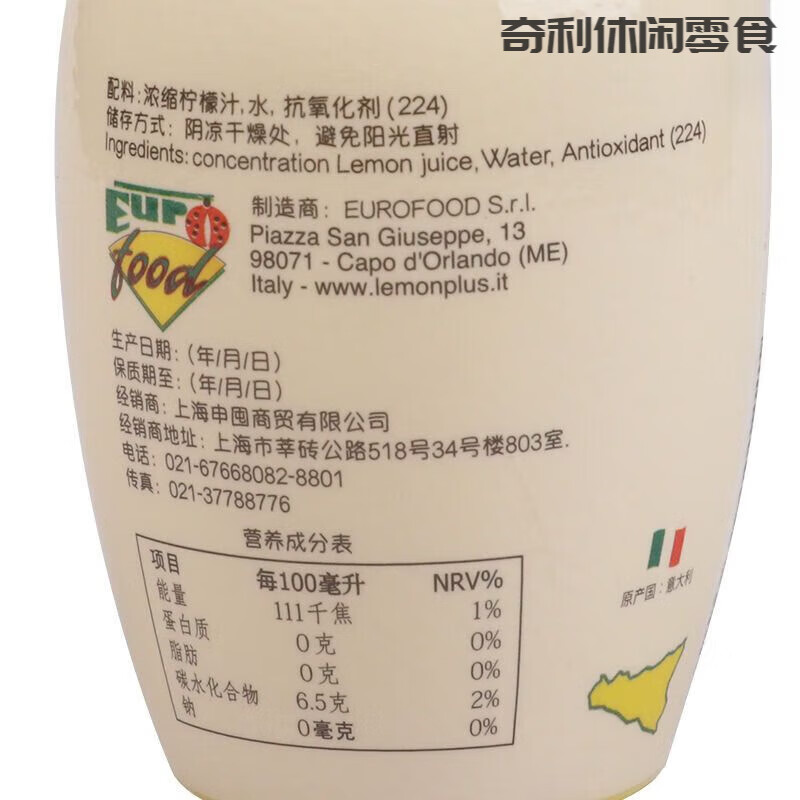 奇利休闲零食
配料:浓缩柠檬汁,水, 抗氧化剂(224)
储存方式: 阴凉干燥处, 避免阳光直射
Ingredients: concentration Lemon juice, Water, Antioxidant (224)
EURO
food
制造商: EUROFOOD S.r.l.
Piazza San Giuseppe, 13
98071 - Capo d'Orlando (ME)
Italy - www.lemonplus.it
生产日期: (年/月/日)
保质期至: (年/月/日)
经销商: 上海申囤商贸有限公司
经销商地址: 上海市莘砖公路518号34号楼803室.
电话: 021-67668082-8801
传真: 021-37788776
营养成分表
项目 每100毫升 NRV%
能量 111千焦 1%
蛋白质 0克 0%
脂肪 0克 0%
碳水化合物 6.5克 2%
钠 0毫克 0%
原产国:意大利